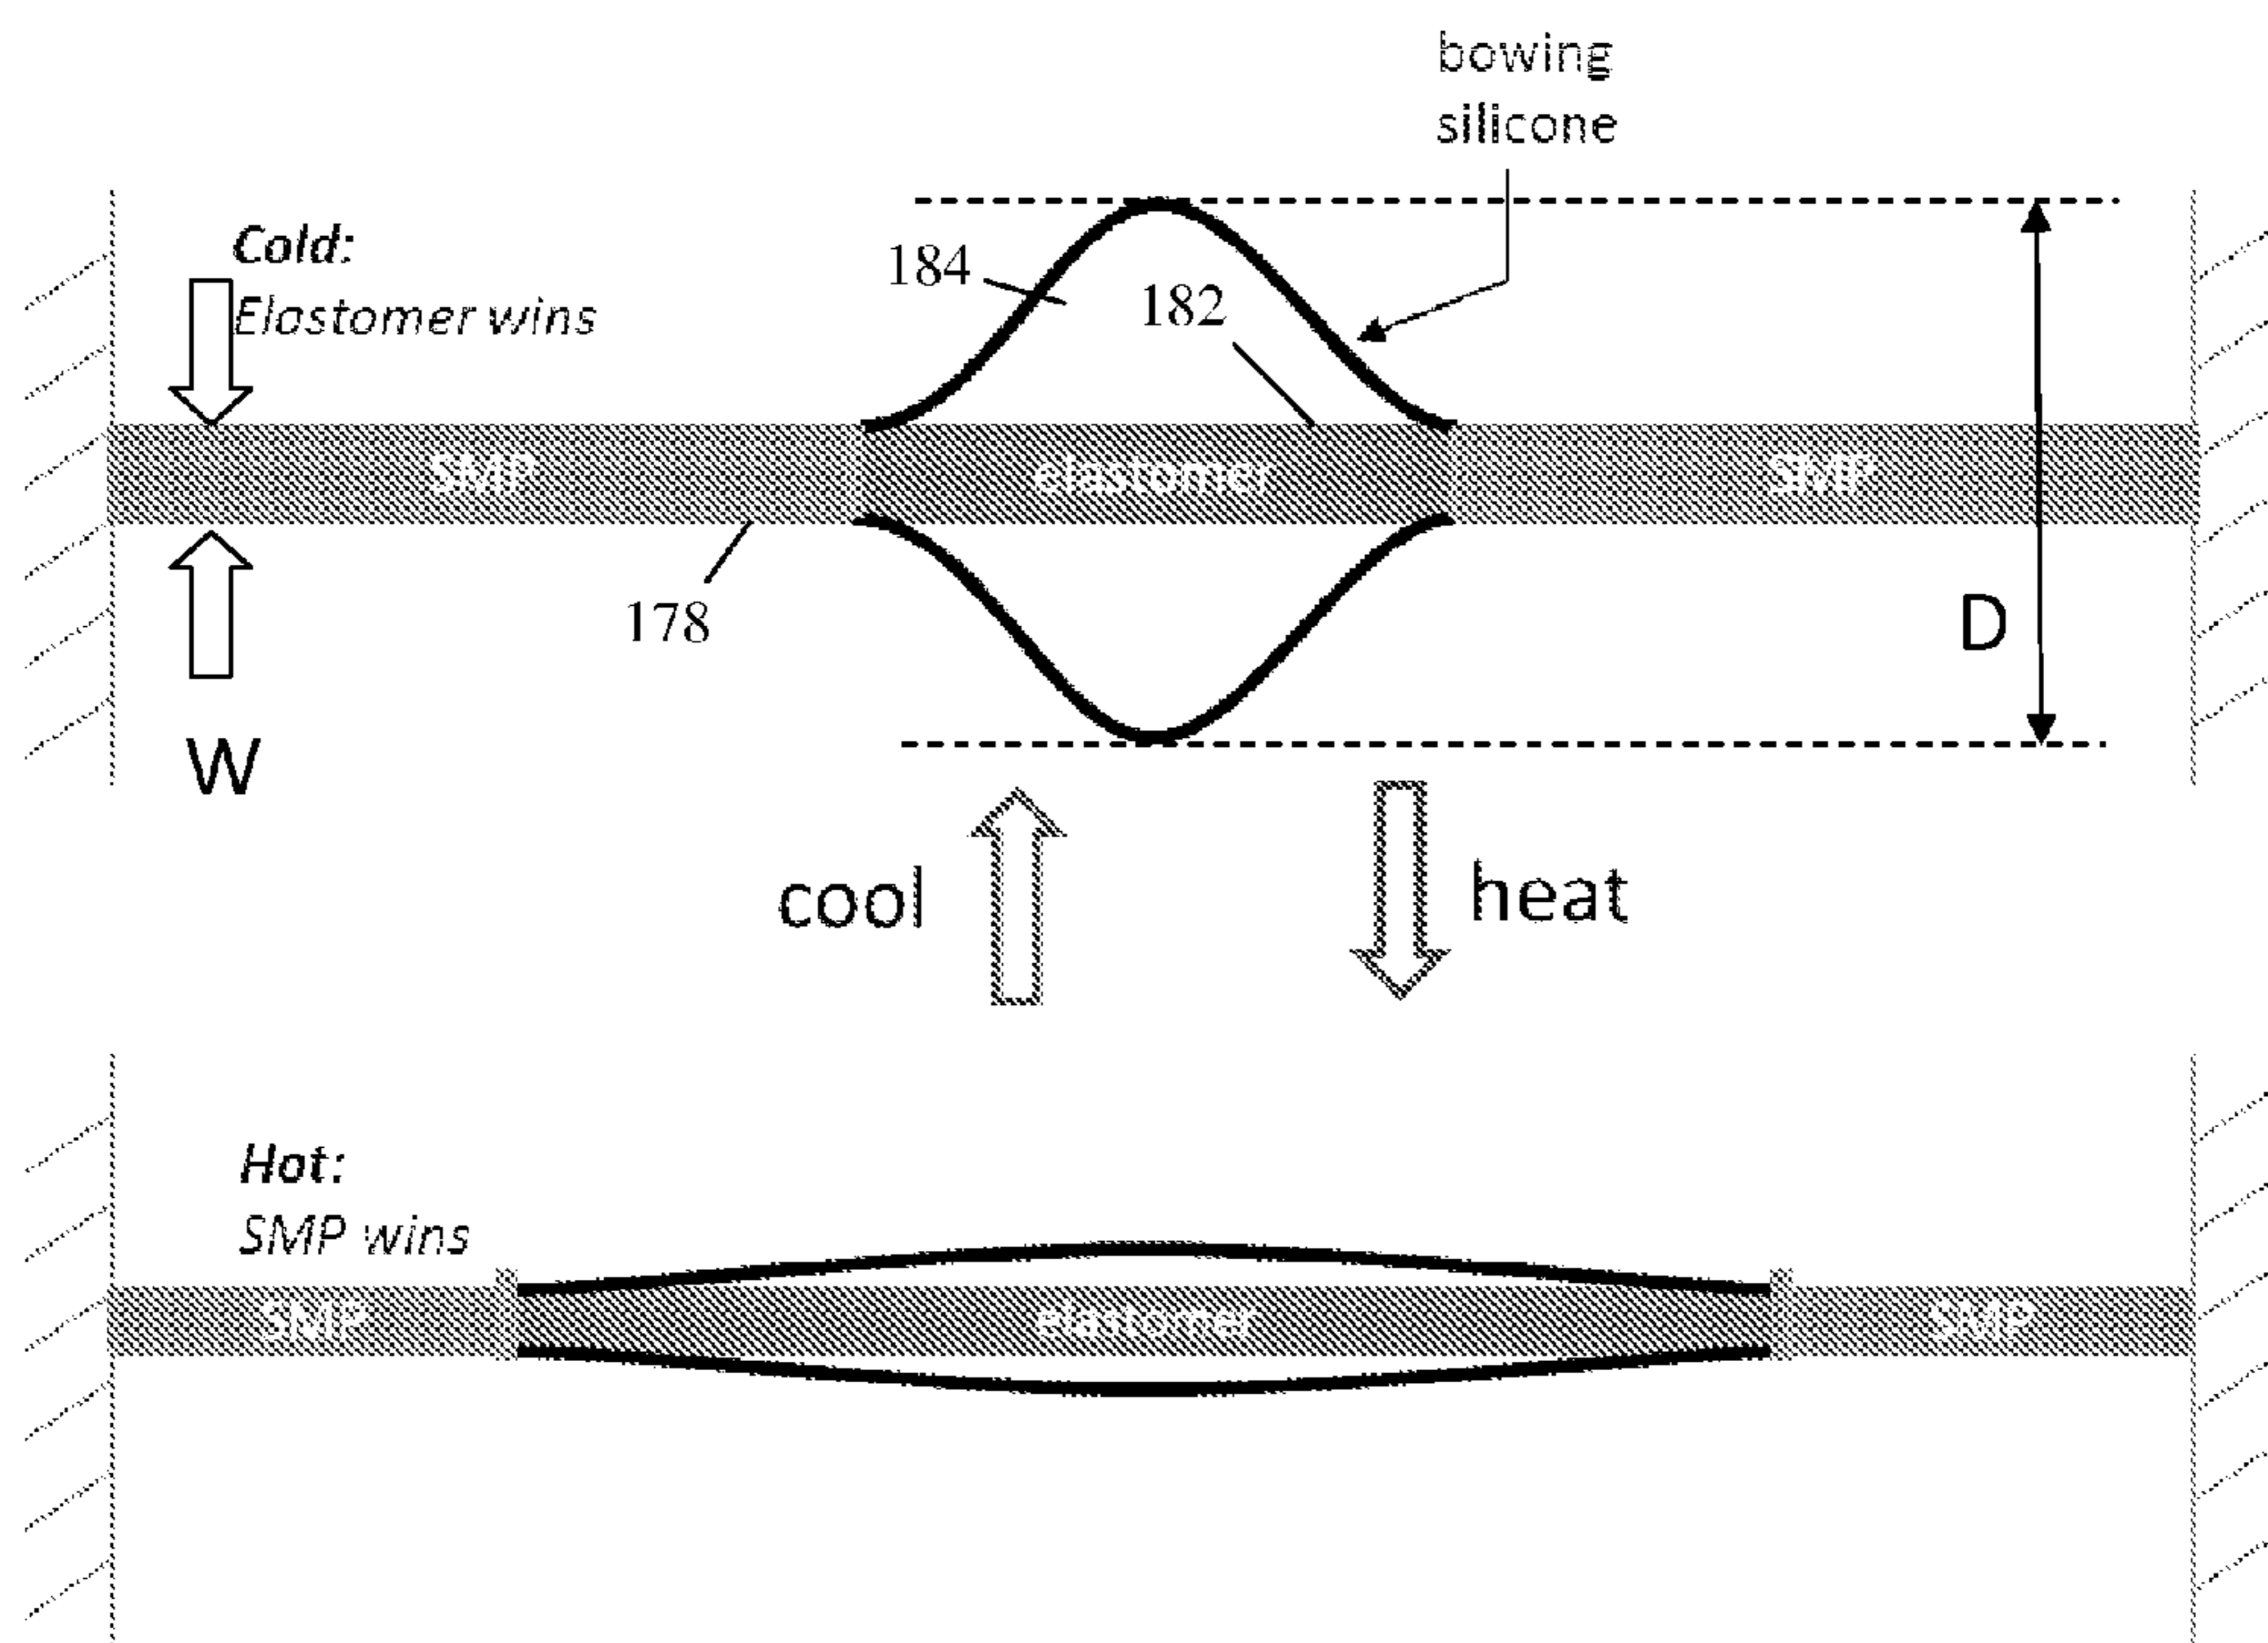 bowing
silicone
Cold:
Elastomer wins
184
182
SMP
elastomer
SMP
178
D
W
cool
heat
Hot:
SMP wins
SMP
elastomer
SMP